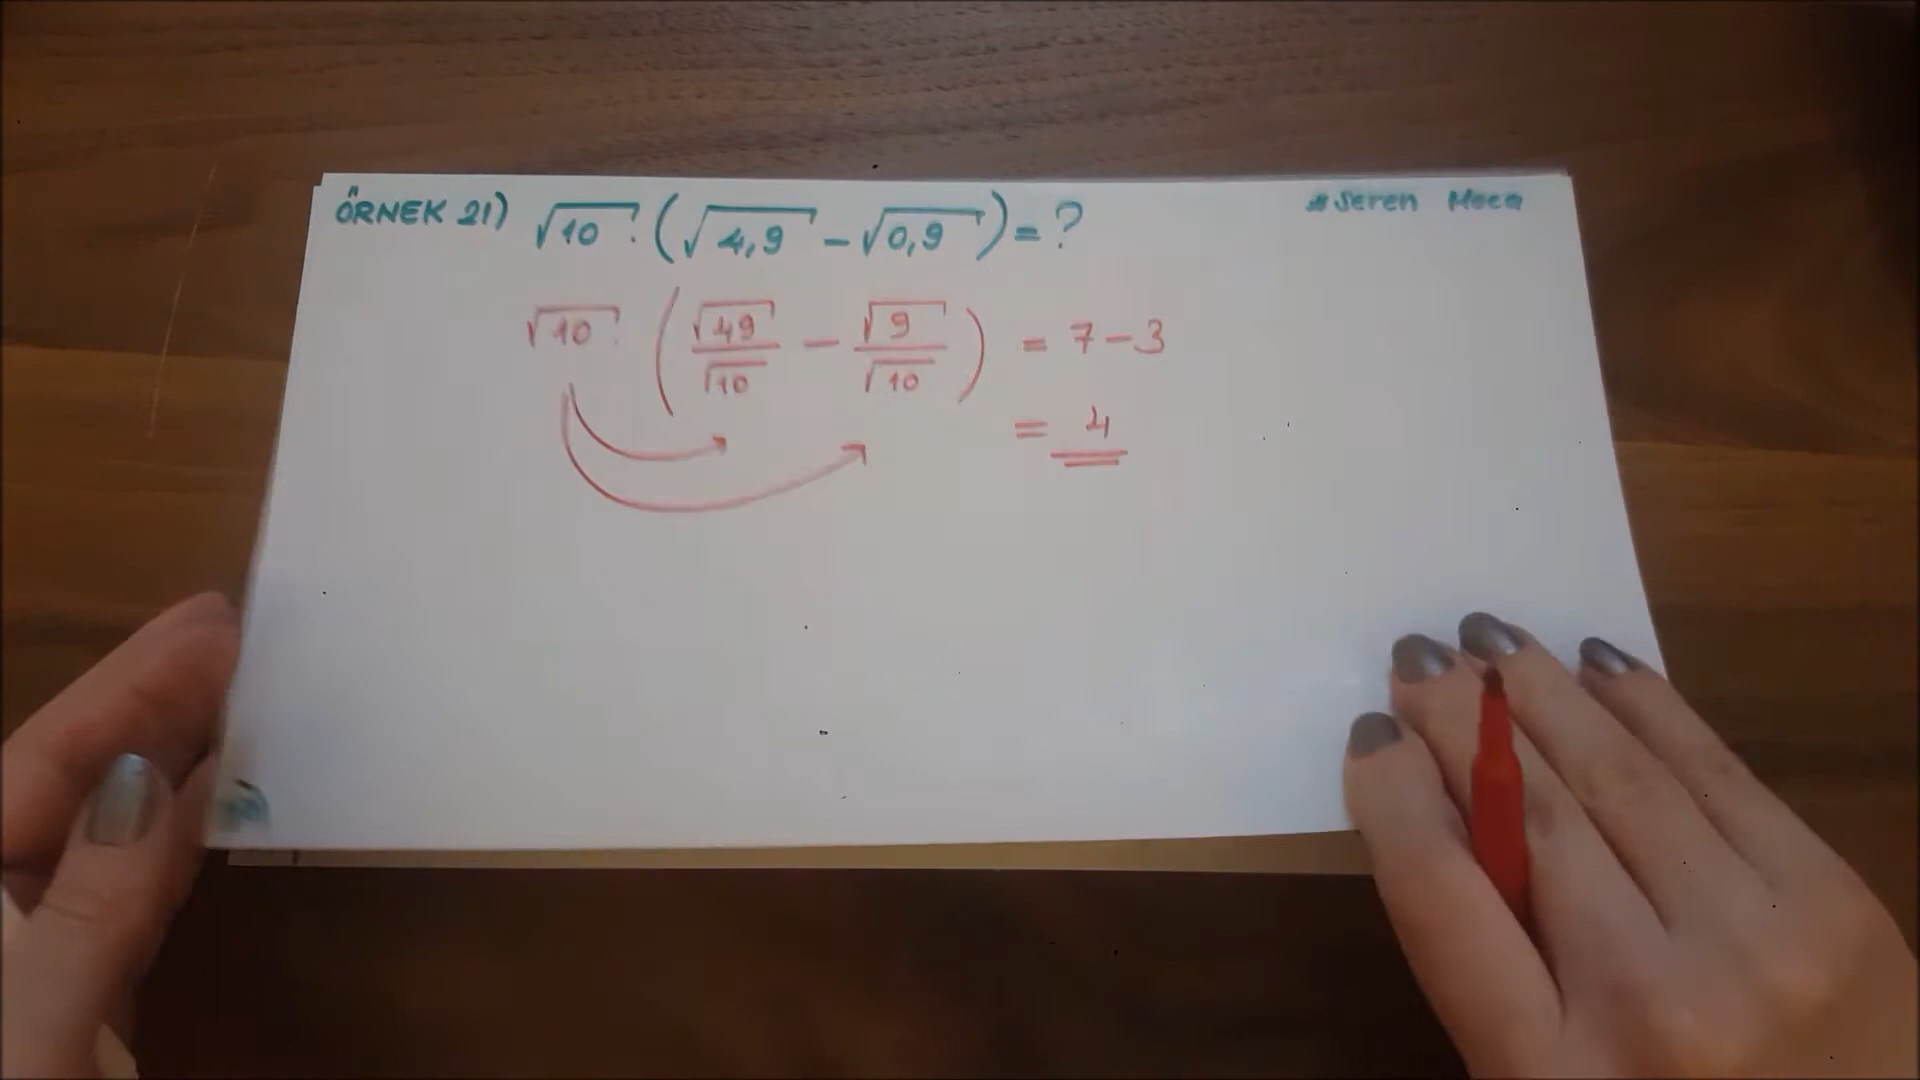 ÖRNEK 21) √10 . (√4,9 - √0,9) = ?
# Seren Hoca
√10 . (√49/√10 - √9/√10) = 7-3
= 4